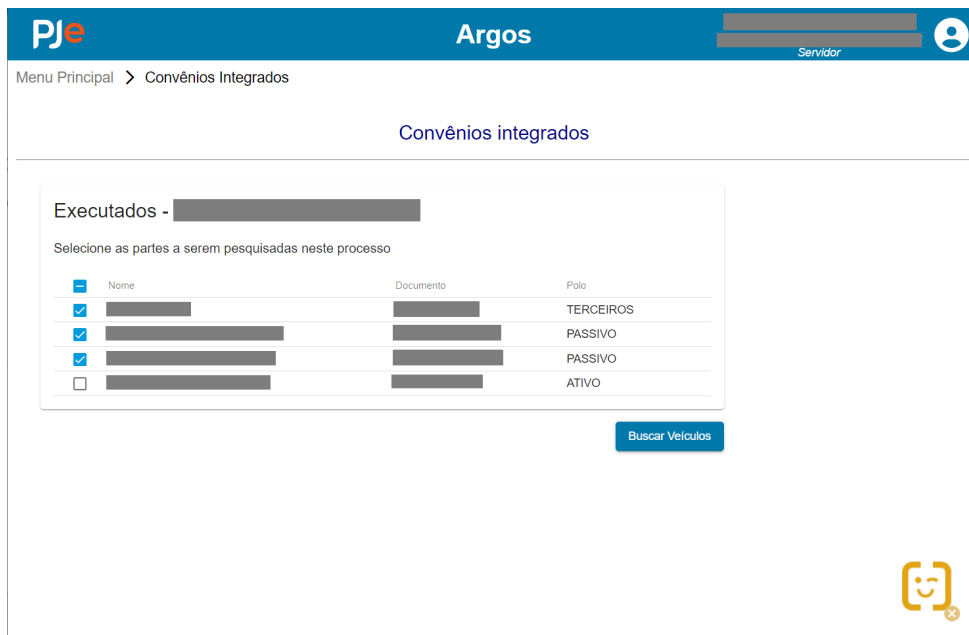 PJe
Argos
Servidor
Menu Principal > Convênios Integrados
Convênios integrados
Executados -
Selecione as partes a serem pesquisadas neste processo
Nome Documento Polo
TERCEIROS
PASSIVO
PASSIVO
ATIVO
Buscar Veículos